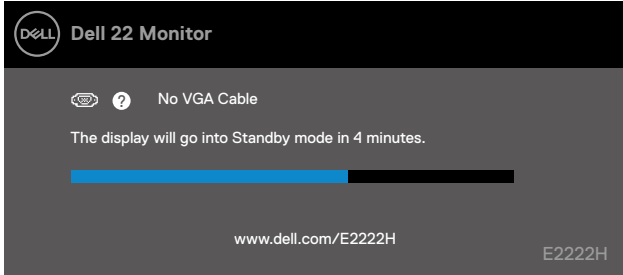 DELL
Dell 22 Monitor
? No VGA Cable
The display will go into Standby mode in 4 minutes.
www.dell.com/E2222H
E2222H